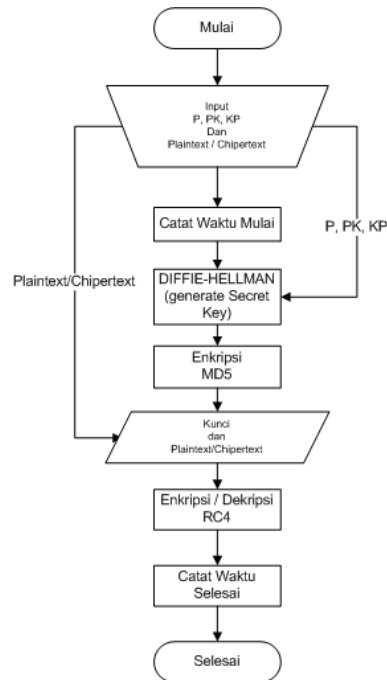 Mulai
Input
P, PK, KP
Dan
Plaintext / Chipertext
Catat Waktu Mulai
P, PK, KP
Plaintext/Chipertext
DIFFIE-HELLMAN
(generate Secret
Key)
Enkripsi
MD5
Kunci
dan
Plaintext/Chipertext
Enkripsi / Dekripsi
RC4
Catat Waktu
Selesai
Selesai